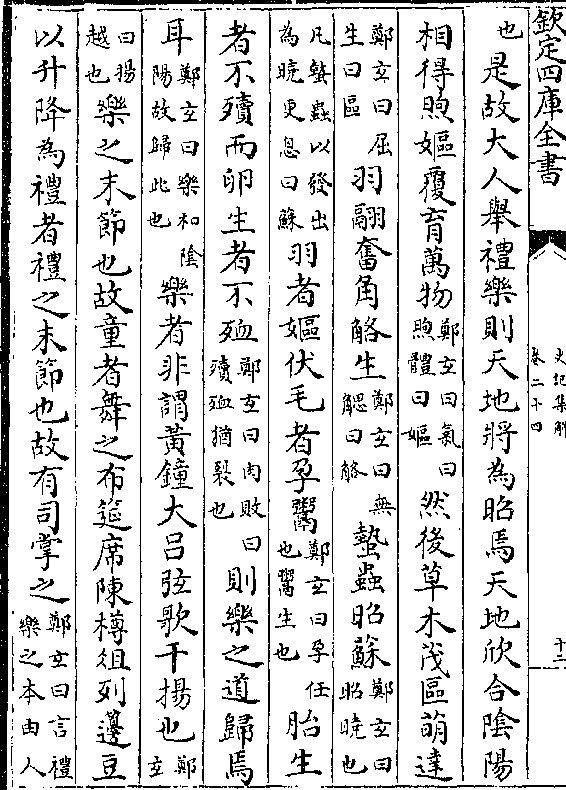 欽定四庫全書
史記集解
卷二十四
十二
也是故大人舉禮樂則天地將為昭焉天地欣合陰陽
相得煦嫗覆育萬物鄭玄曰氣曰煦體曰嫗然後草木茂區萌達
鄭玄曰屈生曰區羽翮奮角觡生鄭玄曰無䚡曰觡蟄蟲昭蘇鄭玄曰昭曉也
凡蟄蟲以發出為曉更息曰蘇羽者嫗伏毛者孕鬻鄭玄曰孕任也鬻生也胎生
者不殰而卵生者不殈鄭玄曰內敗曰殰殈猶裂也則樂之道歸焉
耳鄭玄曰樂和陰陽故歸此也樂者非謂黃鐘大呂弦歌干揚也鄭玄
曰揚越也樂之末節也故童者舞之布筵席陳樽俎列籩豆
以升降為禮者禮之末節也故有司掌之鄭玄曰言禮樂之本由人